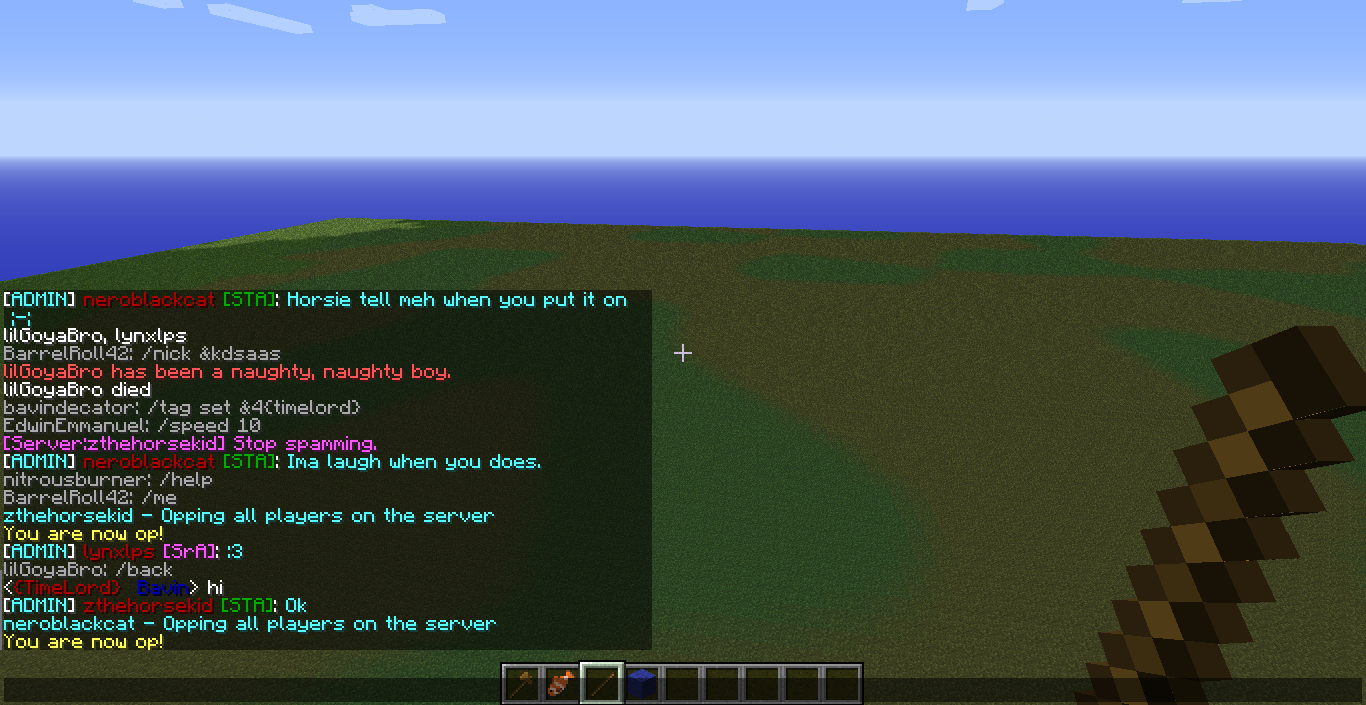 [ADMIN] neroblackcat [STA]: Horsie tell meh when you put it on
;-;
lilGoyaBro, lynxlps
BarrelRoll42: /nick &kdsaas
lilGoyaBro has been a naughty, naughty boy.
lilGoyaBro died
bavindecator: /tag set &4{timelord}
EdwinEmmanuel: /speed 10
[Server:zthehorsekid] Stop spamming.
[ADMIN] neroblackcat [STA]: Ima laugh when you does.
nitrousburner: /help
BarrelRoll42: /me
zthehorsekid - Opping all players on the server
You are now op!
[ADMIN] lynxlps [SrA]: :3
lilGoyaBro: /back
<{TimeLord} Bavin> hi
[ADMIN] zthehorsekid [STA]: Ok
neroblackcat - Opping all players on the server
You are now op!